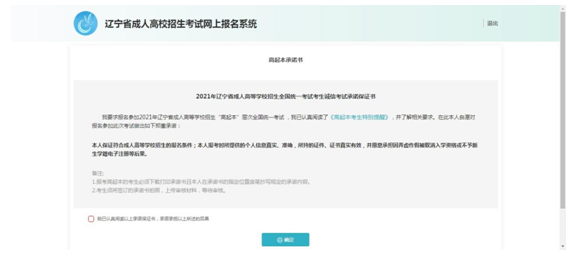 辽宁省成人高校招生考试网上报名系统
退出
高起本承诺书
2021年辽宁省成人高等学校招生全国统一考试考生诚信考试承诺保证书
我要求报名参加2021年辽宁省成人高等学校招生“高起本”层次全国统一考试，我已认真阅读了《高起本考生特别提醒》，并了解相关要求。在此本人自愿对
报名参加此次考试做出如下郑重承诺：
本人保证符合成人高等学校招生的报名条件；本人报考时所提供的个人信息真实、准确，所持的证件、证书真实有效，并愿意承担因弄虚作假被取消入学资格或不予新
生学籍电子注册等后果。
备注:
1.报考高起本的考生必须下载打印承诺书且本人在承诺书的指定位置亲笔抄写指定的承诺内容。
2.考生须将签订的承诺书拍照，上传审核材料，等待审核。
我已认真阅读以上承诺保证书，承诺承担以上所述的后果
确定